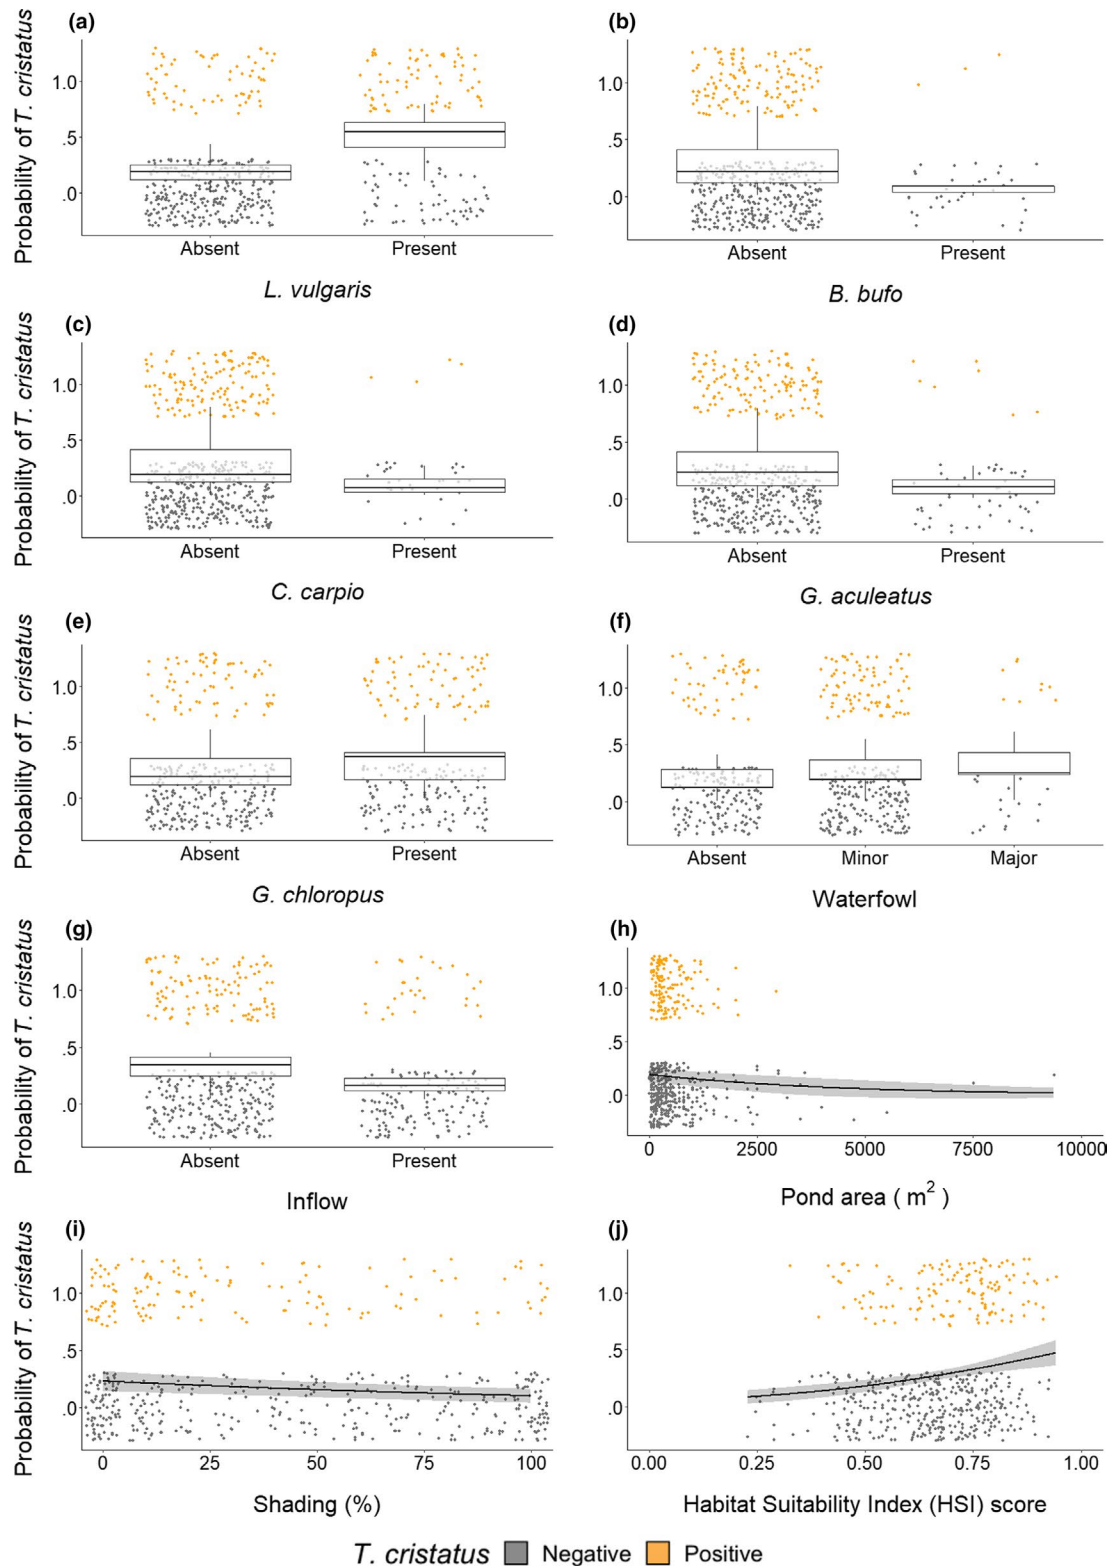 (a)
(b)
Probability of T. cristatus
1.0
.5
.0
Absent
Present
L. vulgaris
1.0
.5
.0
Absent
Present
B. bufo
(c)
(d)
Probability of T. cristatus
1.0
.5
.0
Absent
Present
C. carpio
1.0
.5
.0
Absent
Present
G. aculeatus
(e)
(f)
Probability of T. cristatus
1.0
.5
.0
Absent
Present
G. chloropus
1.0
.5
.0
Absent
Minor
Major
Waterfowl
(g)
(h)
Probability of T. cristatus
1.0
.5
.0
Absent
Present
Inflow
1.0
.5
.0
0
2500
5000
7500
10000
Pond area ( m² )
(i)
(j)
Probability of T. cristatus
1.0
.5
.0
0
25
50
75
100
Shading (%)
1.0
.5
.0
0.00
0.25
0.50
0.75
1.00
Habitat Suitability Index (HSI) score
T. cristatus Negative Positive